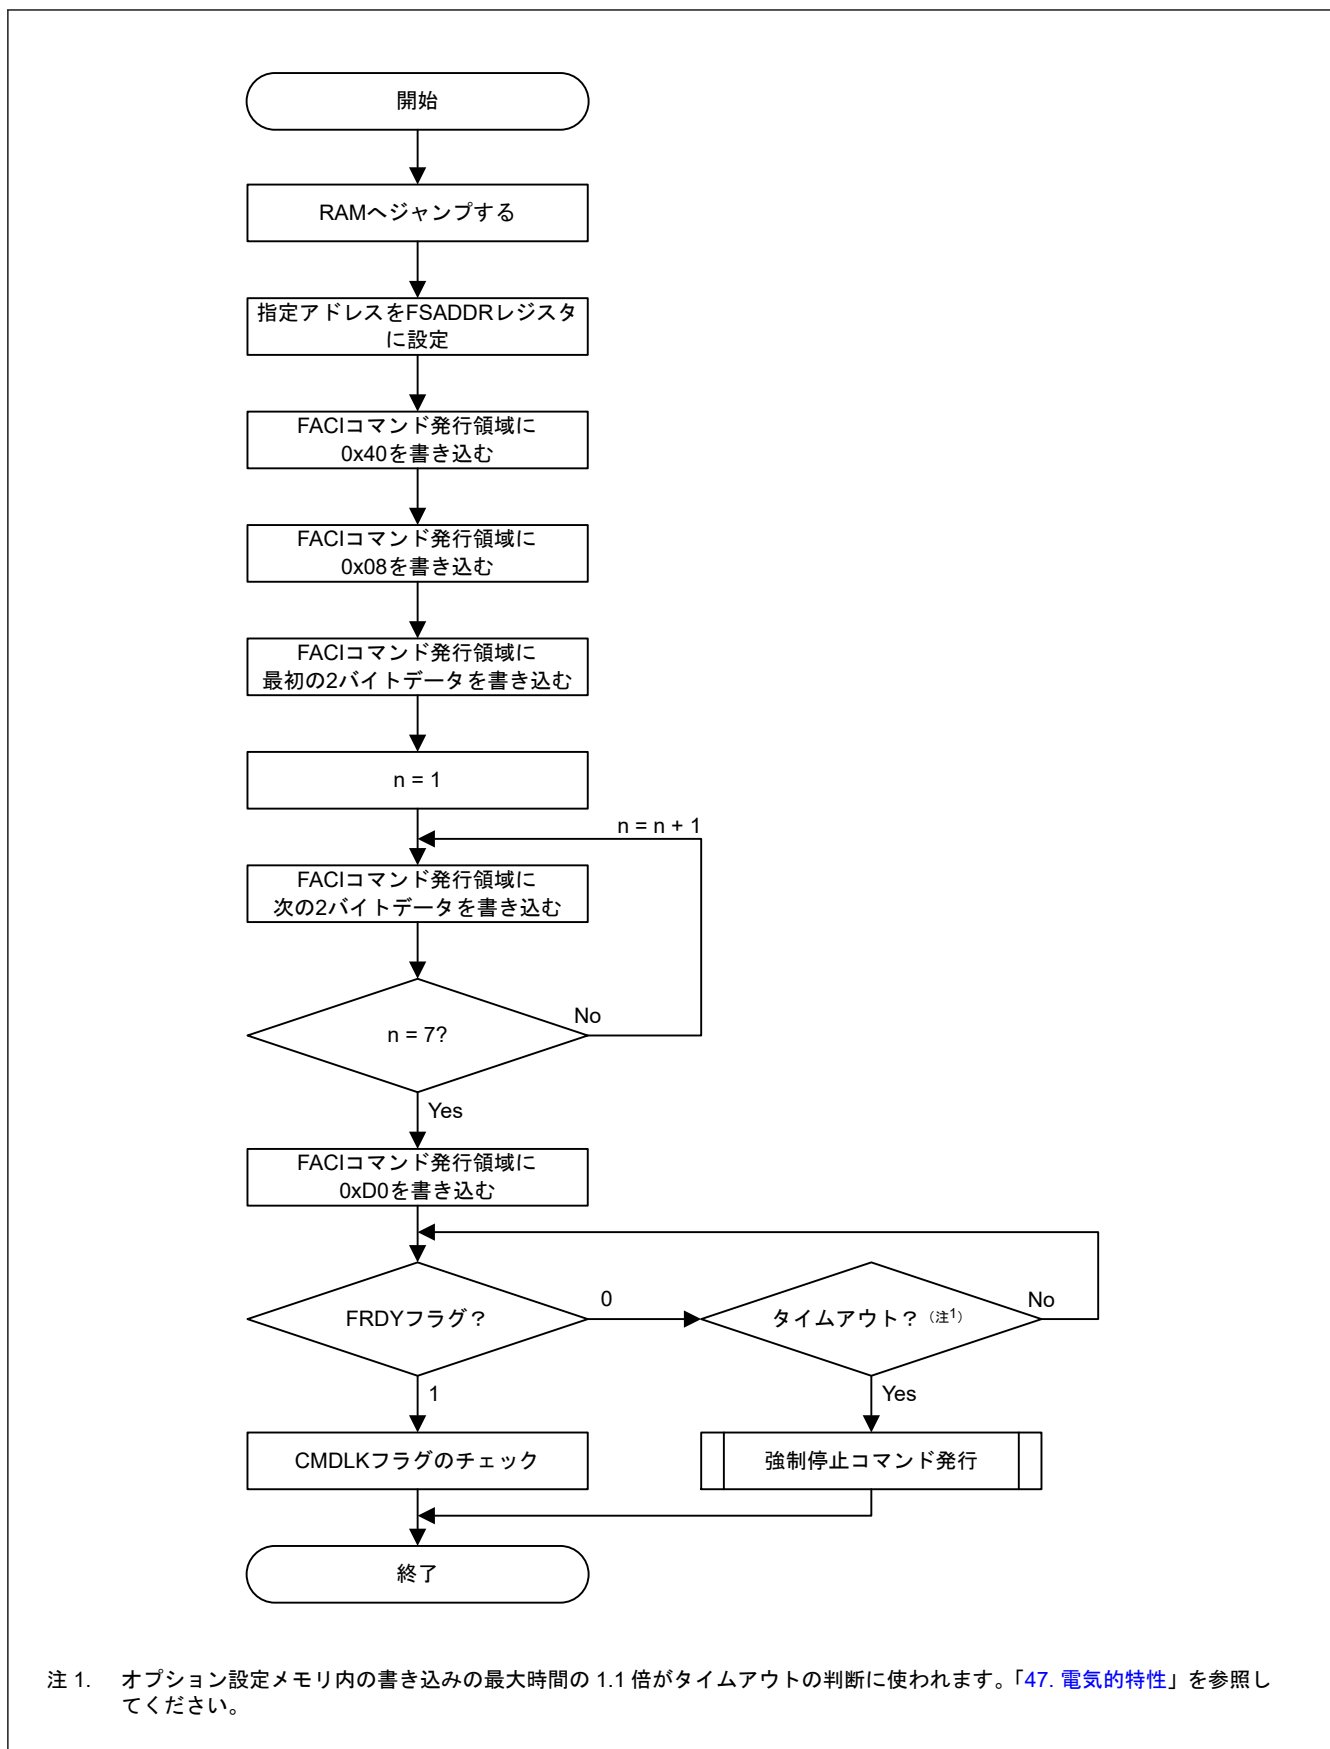 開始
RAMへジャンプする
指定アドレスをFSADDRレジスタ
に設定
FACIコマンド発行領域に
0x40を書き込む
FACIコマンド発行領域に
0x08を書き込む
FACIコマンド発行領域に
最初の2バイトデータを書き込む
n = 1
n = n + 1
FACIコマンド発行領域に
次の2バイトデータを書き込む
n = 7?
No
Yes
FACIコマンド発行領域に
0xD0を書き込む
FRDYフラグ？
0
タイムアウト？（注1）
No
1
Yes
CMDLKフラグのチェック
強制停止コマンド発行
終了
注 1. オプション設定メモリ内の書き込みの最大時間の 1.1 倍がタイムアウトの判断に使われます。「47. 電気的特性」を参照し
てください。